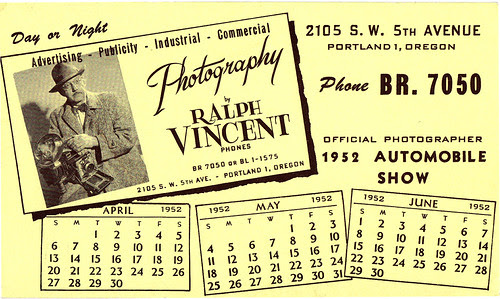 Day or Night
Advertising - Publicity - Industrial - Commercial
Photography
by
RALPH
VINCENT
PHONES
BR 7050 OR BL 1-1575
2105 S. W. 5TH AVE. - PORTLAND 1, OREGON
2105 S. W. 5TH AVENUE
PORTLAND 1, OREGON
Phone BR. 7050
OFFICIAL PHOTOGRAPHER
1952 AUTOMOBILE
SHOW
1952 APRIL 1952
S M T W T F S
1 2 3 4 5
6 7 8 9 10 11 12
13 14 15 16 17 18 19
20 21 22 23 24 25 26
27 28 29 30
1952 MAY 1952
S M T W T F S
1 2 3
4 5 6 7 8 9 10
11 12 13 14 15 16 17
18 19 20 21 22 23 24
25 26 27 28 29 30 31
1952 JUNE 1952
S M T W T F S
1 2 3 4 5 6 7
8 9 10 11 12 13 14
15 16 17 18 19 20 21
22 23 24 25 26 27 28
29 30